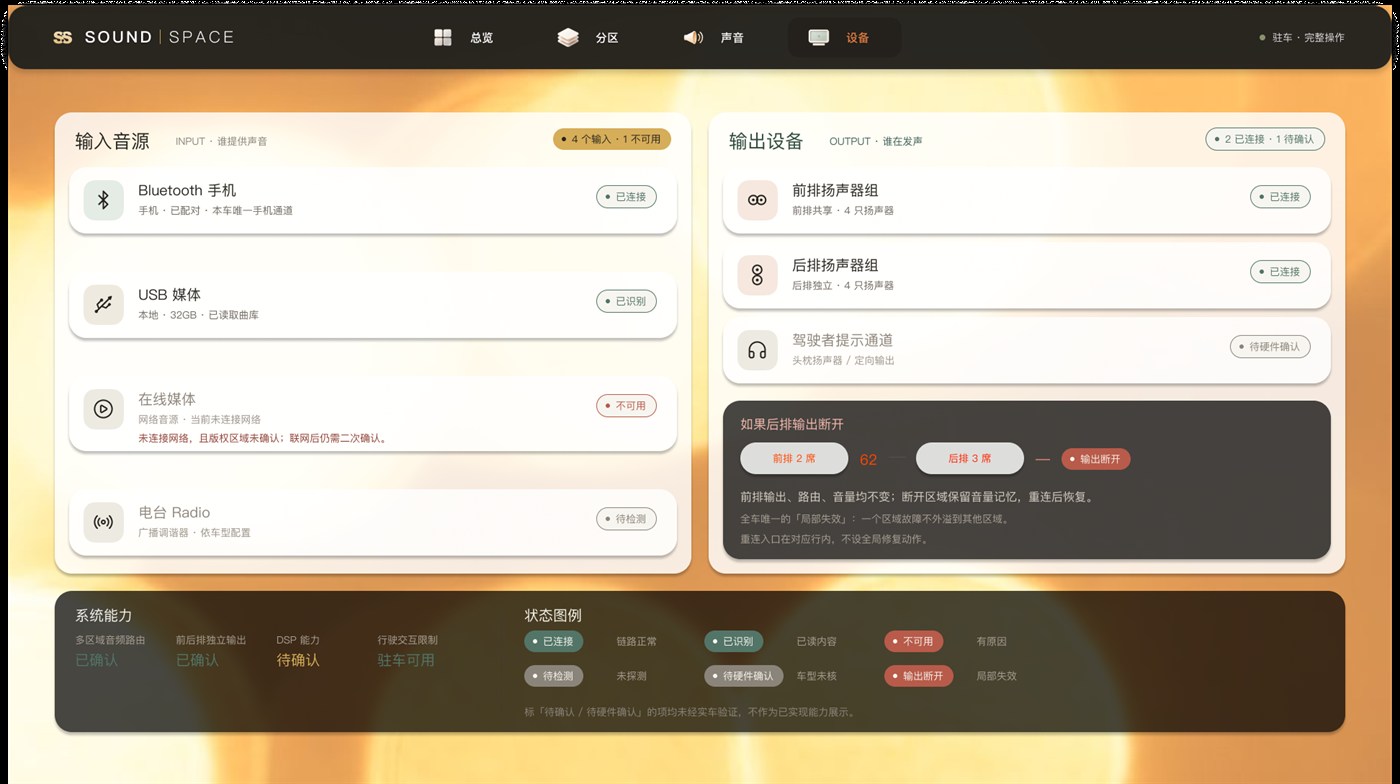 SS SOUND | SPACE
总览
分区
声音
设备
驻车 · 完整操作
输入音源
INPUT · 谁提供声音
4 个输入 · 1 不可用
Bluetooth 手机
手机 · 已配对 · 本车唯一手机通道
已连接
USB 媒体
本地 · 32GB · 已读取曲库
已识别
在线媒体
网络音源 · 当前未连接网络
未连接网络，且版权区域未确认；联网后仍需二次确认。
不可用
电台 Radio
广播调谐器 · 依车型配置
待检测
输出设备
OUTPUT · 谁在发声
2 已连接 · 1 待确认
前排扬声器组
前排共享 · 4 只扬声器
已连接
后排扬声器组
后排独立 · 4 只扬声器
已连接
驾驶者提示通道
头枕扬声器 / 定向输出
待硬件确认
如果后排输出断开
前排 2 席
62
后排 3 席
—
输出断开
前排输出、路由、音量均不变；断开区域保留音量记忆，重连后恢复。
全车唯一的「局部失效」：一个区域故障不外溢到其他区域。
重连入口在对应行内，不设全局修复动作。
系统能力
多区域音频路由
已确认
前后排独立输出
已确认
DSP 能力
待确认
行驶交互限制
驻车可用
状态图例
已连接 链路正常 已识别 已读内容 不可用 有原因
待检测 未探测 待硬件确认 车型未核 输出断开 局部失效
标「待确认 / 待硬件确认」的项均未经实车验证，不作为已实现能力展示。